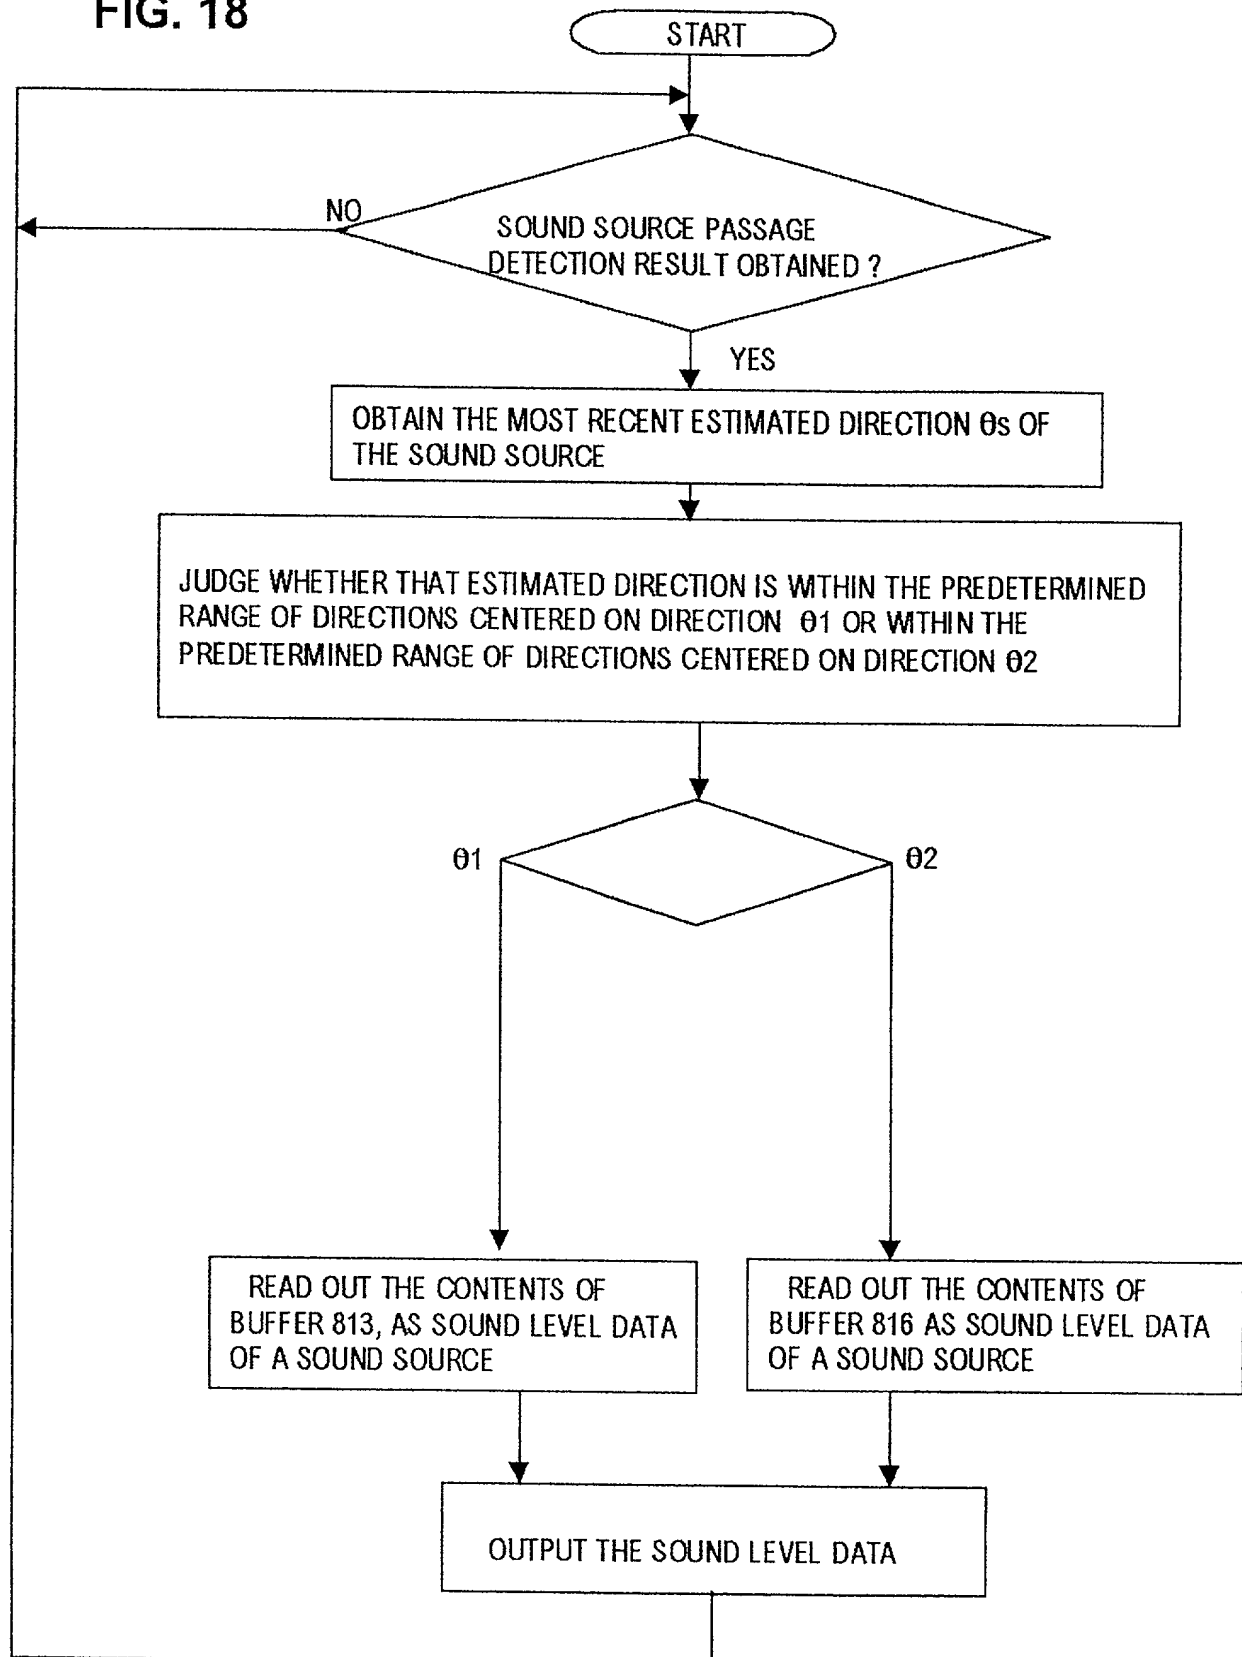 FIG. 18
START
NO
SOUND SOURCE PASSAGE
DETECTION RESULT OBTAINED ?
YES
OBTAIN THE MOST RECENT ESTIMATED DIRECTION θs OF
THE SOUND SOURCE
JUDGE WHETHER THAT ESTIMATED DIRECTION IS WITHIN THE PREDETERMINED
RANGE OF DIRECTIONS CENTERED ON DIRECTION θ1 OR WITHIN THE
PREDETERMINED RANGE OF DIRECTIONS CENTERED ON DIRECTION θ2
θ1
θ2
READ OUT THE CONTENTS OF
BUFFER 813, AS SOUND LEVEL DATA
OF A SOUND SOURCE
READ OUT THE CONTENTS OF
BUFFER 816 AS SOUND LEVEL DATA
OF A SOUND SOURCE
OUTPUT THE SOUND LEVEL DATA